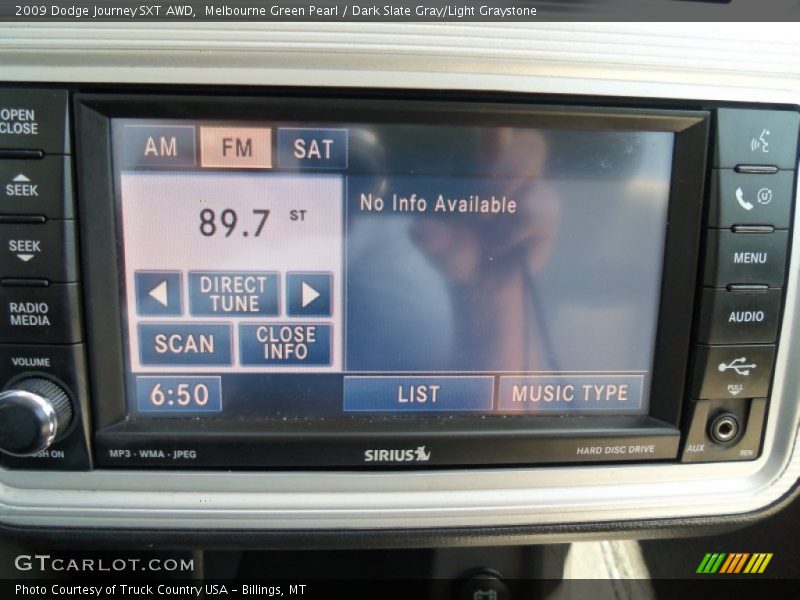 2009 Dodge Journey SXT AWD,  Melbourne Green Pearl / Dark Slate Gray/Light Graystone
OPEN
CLOSE
SEEK
SEEK
RADIO
MEDIA
VOLUME
AM FM SAT
89.7 ST
No Info Available
DIRECT
TUNE
SCAN
CLOSE
INFO
6:50
LIST
MUSIC TYPE
MENU
AUDIO
PULL
AUX
MP3 · WMA · JPEG
SIRIUS
HARD DISC DRIVE
GTCARLOT.COM
Photo Courtesy of Truck Country USA – Billings, MT